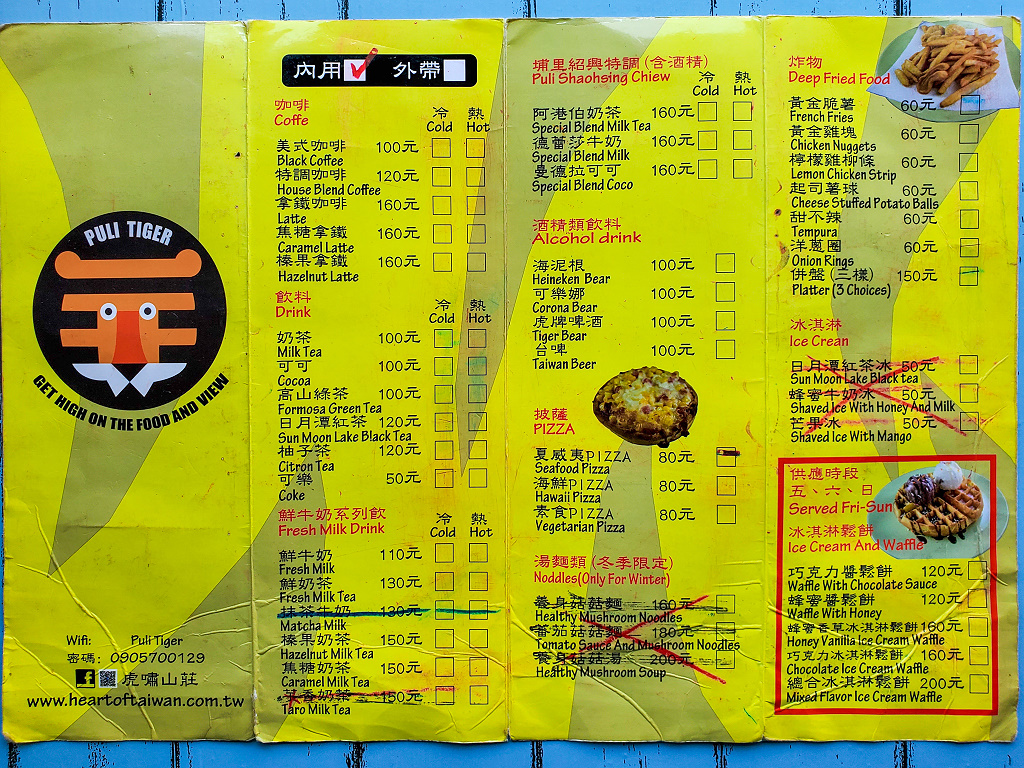 PULI TIGER
GET HIGH ON THE FOOD AND VIEW
Wifi: Puli Tiger
密碼: 0905700129
虎嘯山莊
www.heartoftaiwan.com.tw
內用 外帶
咖啡 冷 熱
Coffe Cold Hot
美式咖啡 100元
Black Coffee
特調咖啡 120元
House Blend Coffee
拿鐵咖啡 160元
Latte
焦糖拿鐵 160元
Caramel Latte
榛果拿鐵 160元
Hazelnut Latte
飲料 冷 熱
Drink Cold Hot
奶茶 100元
Milk Tea
可可 100元
Cocoa
高山綠茶 100元
Formosa Green Tea
日月潭紅茶 120元
Sun Moon Lake Black Tea
柚子茶 120元
Citron Tea
可樂 50元
Coke
鮮牛奶系列飲 冷 熱
Fresh Milk Drink Cold Hot
鮮牛奶 110元
Fresh Milk
鮮奶茶 130元
Fresh Milk Tea
抹茶牛奶 130元
Matcha Milk
榛果奶茶 150元
Hazelnut Milk Tea
焦糖奶茶 150元
Caramel Milk Tea
芋香奶茶 150元
Taro Milk Tea
埔里紹興特調 (含酒精)
Puli Shaohsing Chiew
冷 熱
Cold Hot
阿港伯奶茶 160元
Special Blend Milk Tea
德蕾莎牛奶 160元
Special Blend Milk
曼德拉可可 160元
Special Blend Coco
酒精類飲料
Alcohol drink
海泥根 100元
Heineken Bear
可樂娜 100元
Corona Bear
虎牌啤酒 100元
Tiger Bear
台啤 100元
Taiwan Beer
披薩
PIZZA
夏威夷PIZZA 80元
Seafood Pizza
海鮮PIZZA 80元
Hawaii Pizza
素食PIZZA 80元
Vegetarian Pizza
湯麵類 (冬季限定)
Noddles(Only For Winter)
養身菇菇麵 160元
Healthy Mushroom Noodles
番茄菇菇麵 180元
Tomato Sauce And Mushroom Noodles
養身菇菇湯 200元
Healthy Mushroom Soup
炸物
Deep Fried Food
黃金脆薯 60元
French Fries
黃金雞塊 60元
Chicken Nuggets
檸檬雞柳條 60元
Lemon Chicken Strip
起司薯球 60元
Cheese Stuffed Potato Balls
甜不辣 60元
Tempura
洋蔥圈 60元
Onion Rings
併盤 (三樣) 150元
Platter (3 Choices)
冰淇淋
Ice Crean
日月潭紅茶冰 50元
Sun Moon Lake Black tea
蜂蜜牛奶冰 50元
Shaved Ice With Honey And Milk
芒果冰 50元
Shaved Ice With Mango
供應時段
五、六、日
Served Fri-Sun
冰淇淋鬆餅
Ice Cream And Waffle
巧克力醬鬆餅 120元
Waffle With Chocolate Sauce
蜂蜜醬鬆餅 120元
Waffle With Honey
蜂蜜香草冰淇淋鬆餅 160元
Honey Vanilia Ice Cream Waffle
巧克力冰淇淋鬆餅 160元
Chocolate Ice Cream Waffle
總合冰淇淋鬆餅 200元
Mixed Flavor Ice Cream Waffle